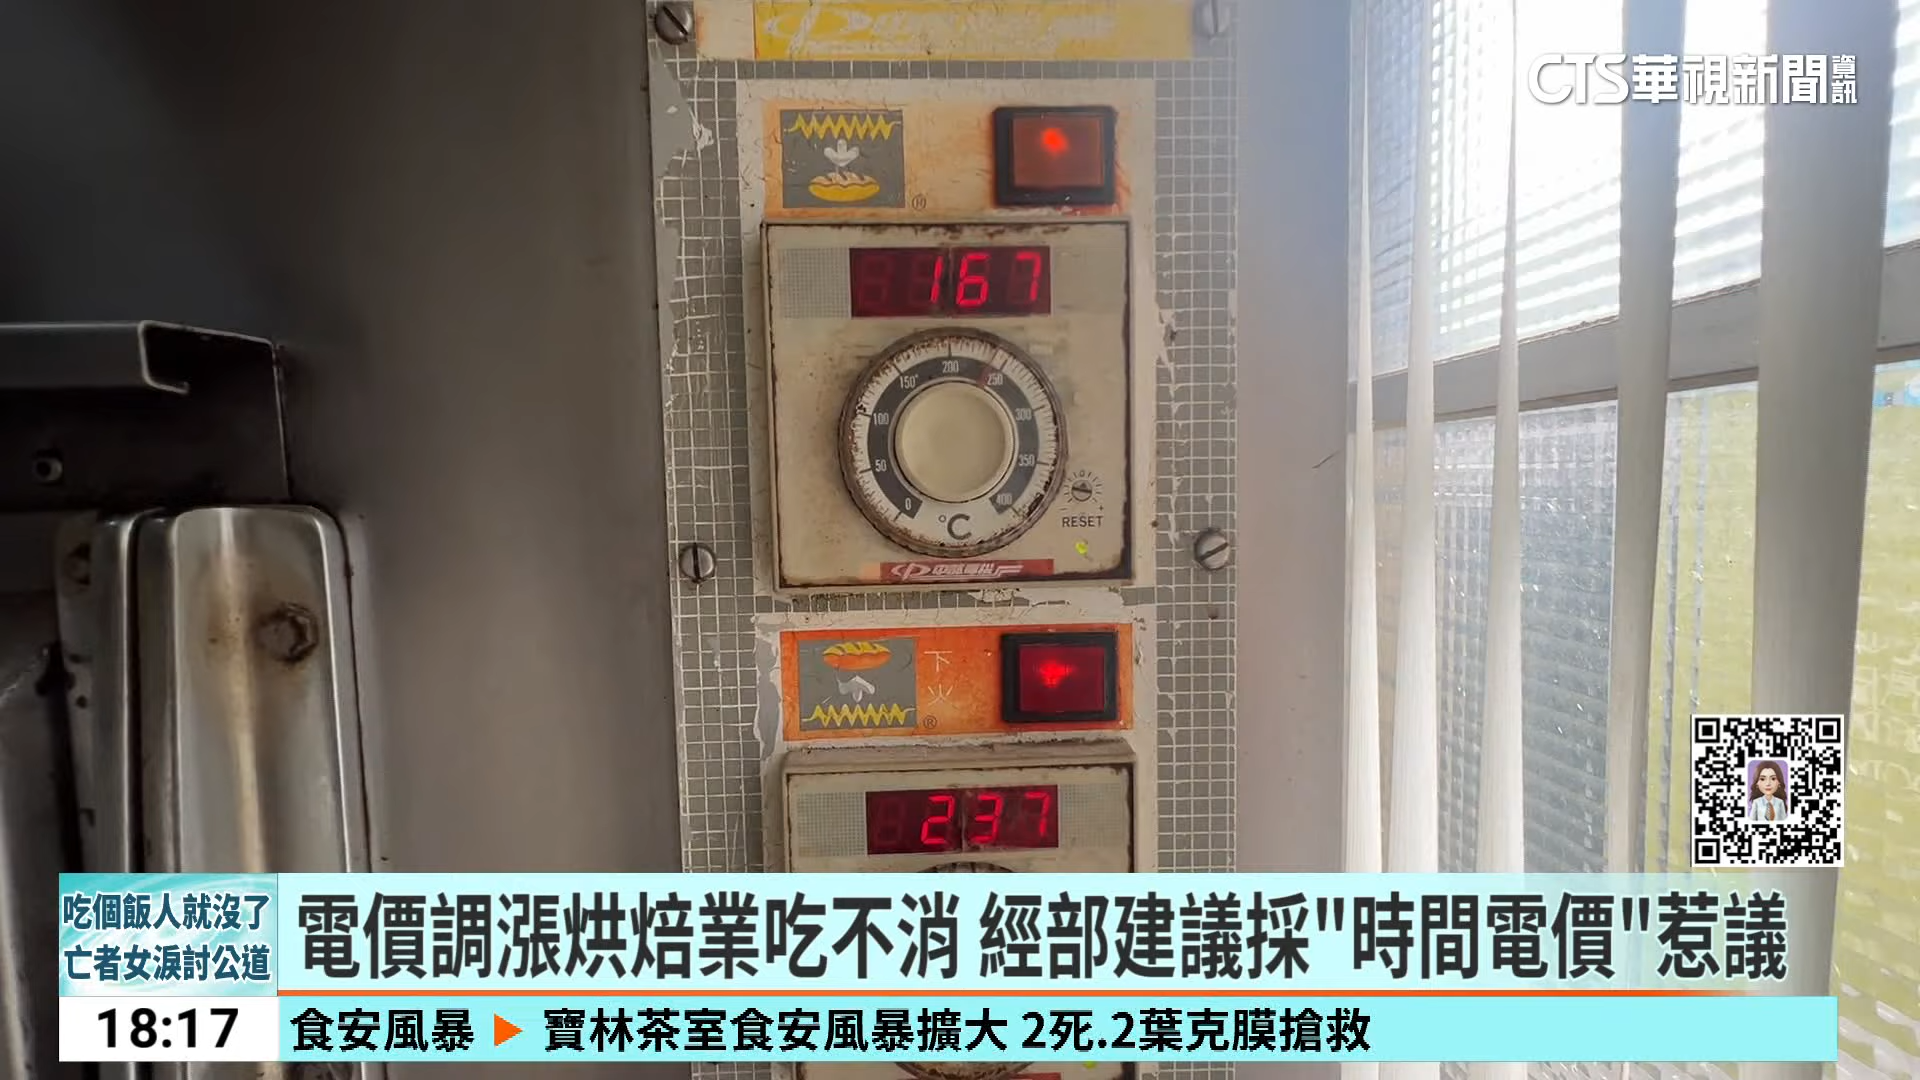 CTS華視新聞資訊
®
167
0
50
100
150°
200
250
300
350
400
°C
RESET
中部電機
下火
®
237
吃個飯人就沒了
亡者女淚討公道
電價調漲烘焙業吃不消 經部建議採"時間電價"惹議
18:17
食安風暴 ▶ 寶林茶室食安風暴擴大 2死.2葉克膜搶救